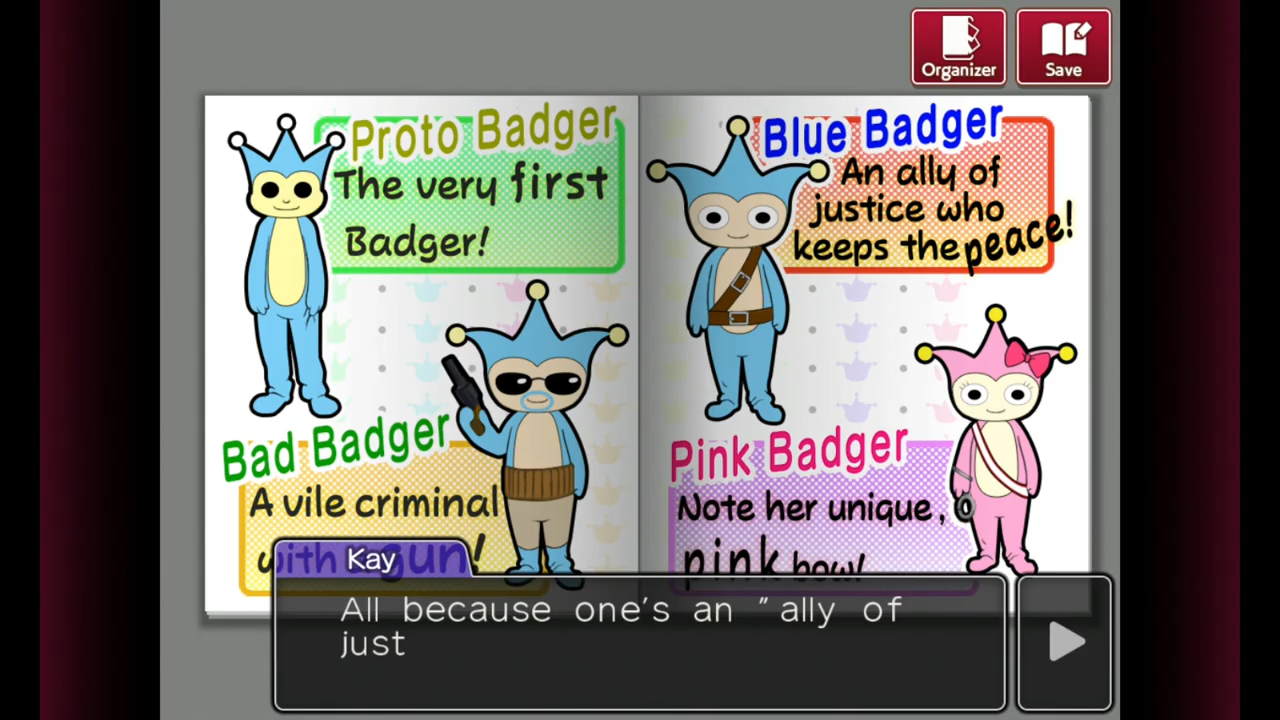 Organizer
Save
Proto Badger
The very first
Badger!
Blue Badger
An ally of
justice who
keeps the peace!
Bad Badger
A vile criminal
with a gun!
Pink Badger
Note her unique,
pink bow!
Kay
All because one's an "ally of
just